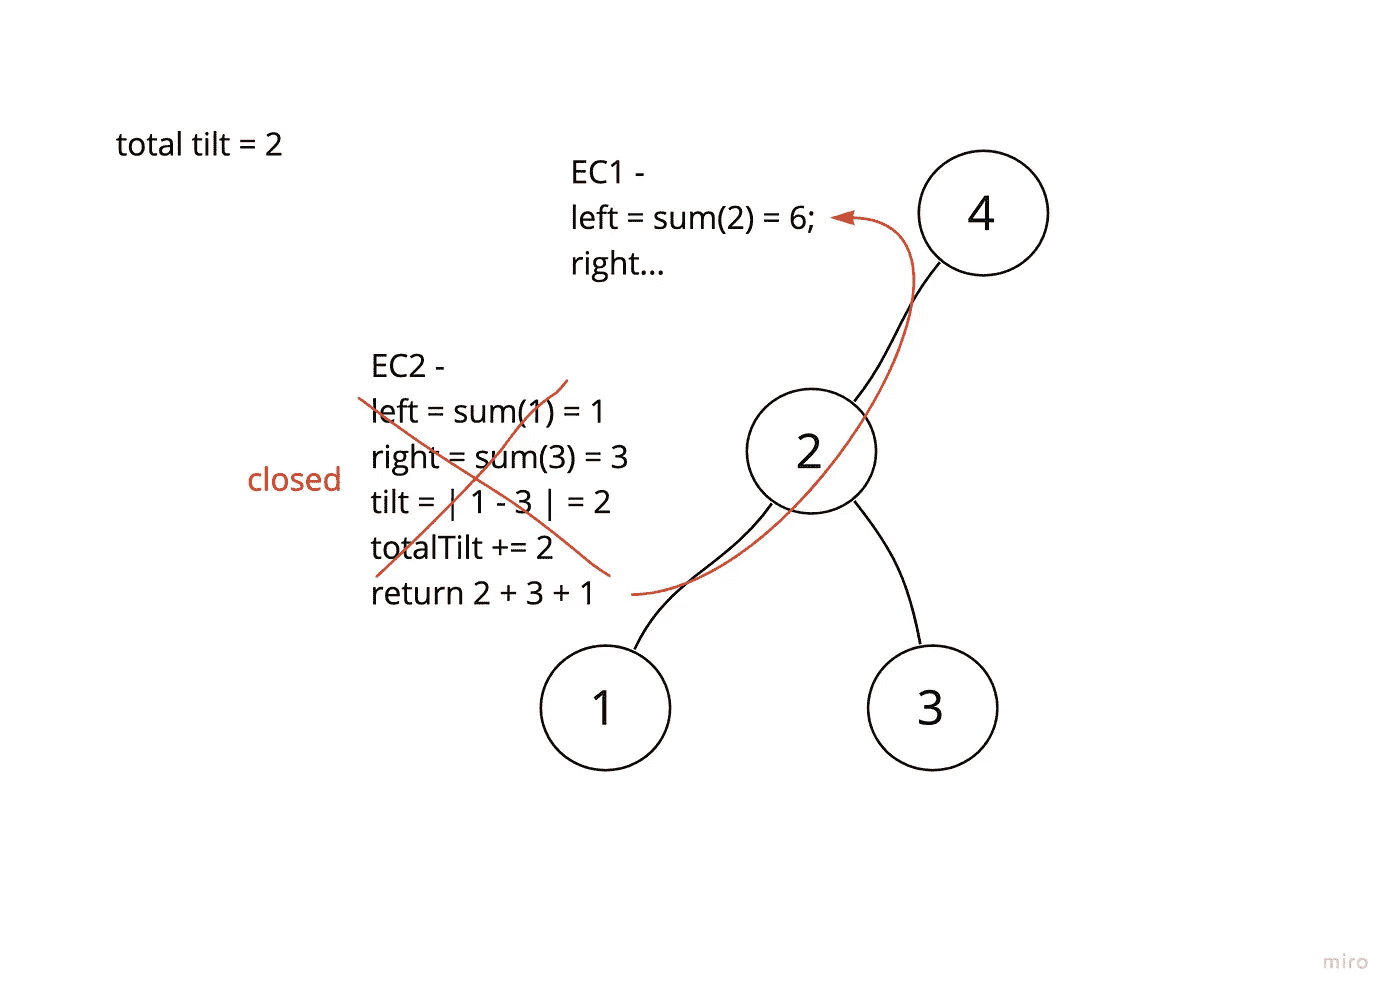 total tilt = 2
EC1 -
left = sum(2) = 6;
right...
4
EC2 -
left = sum(1) = 1
right = sum(3) = 3
tilt = | 1 - 3 | = 2
totalTilt += 2
return 2 + 3 + 1
closed
2
1
3
miro